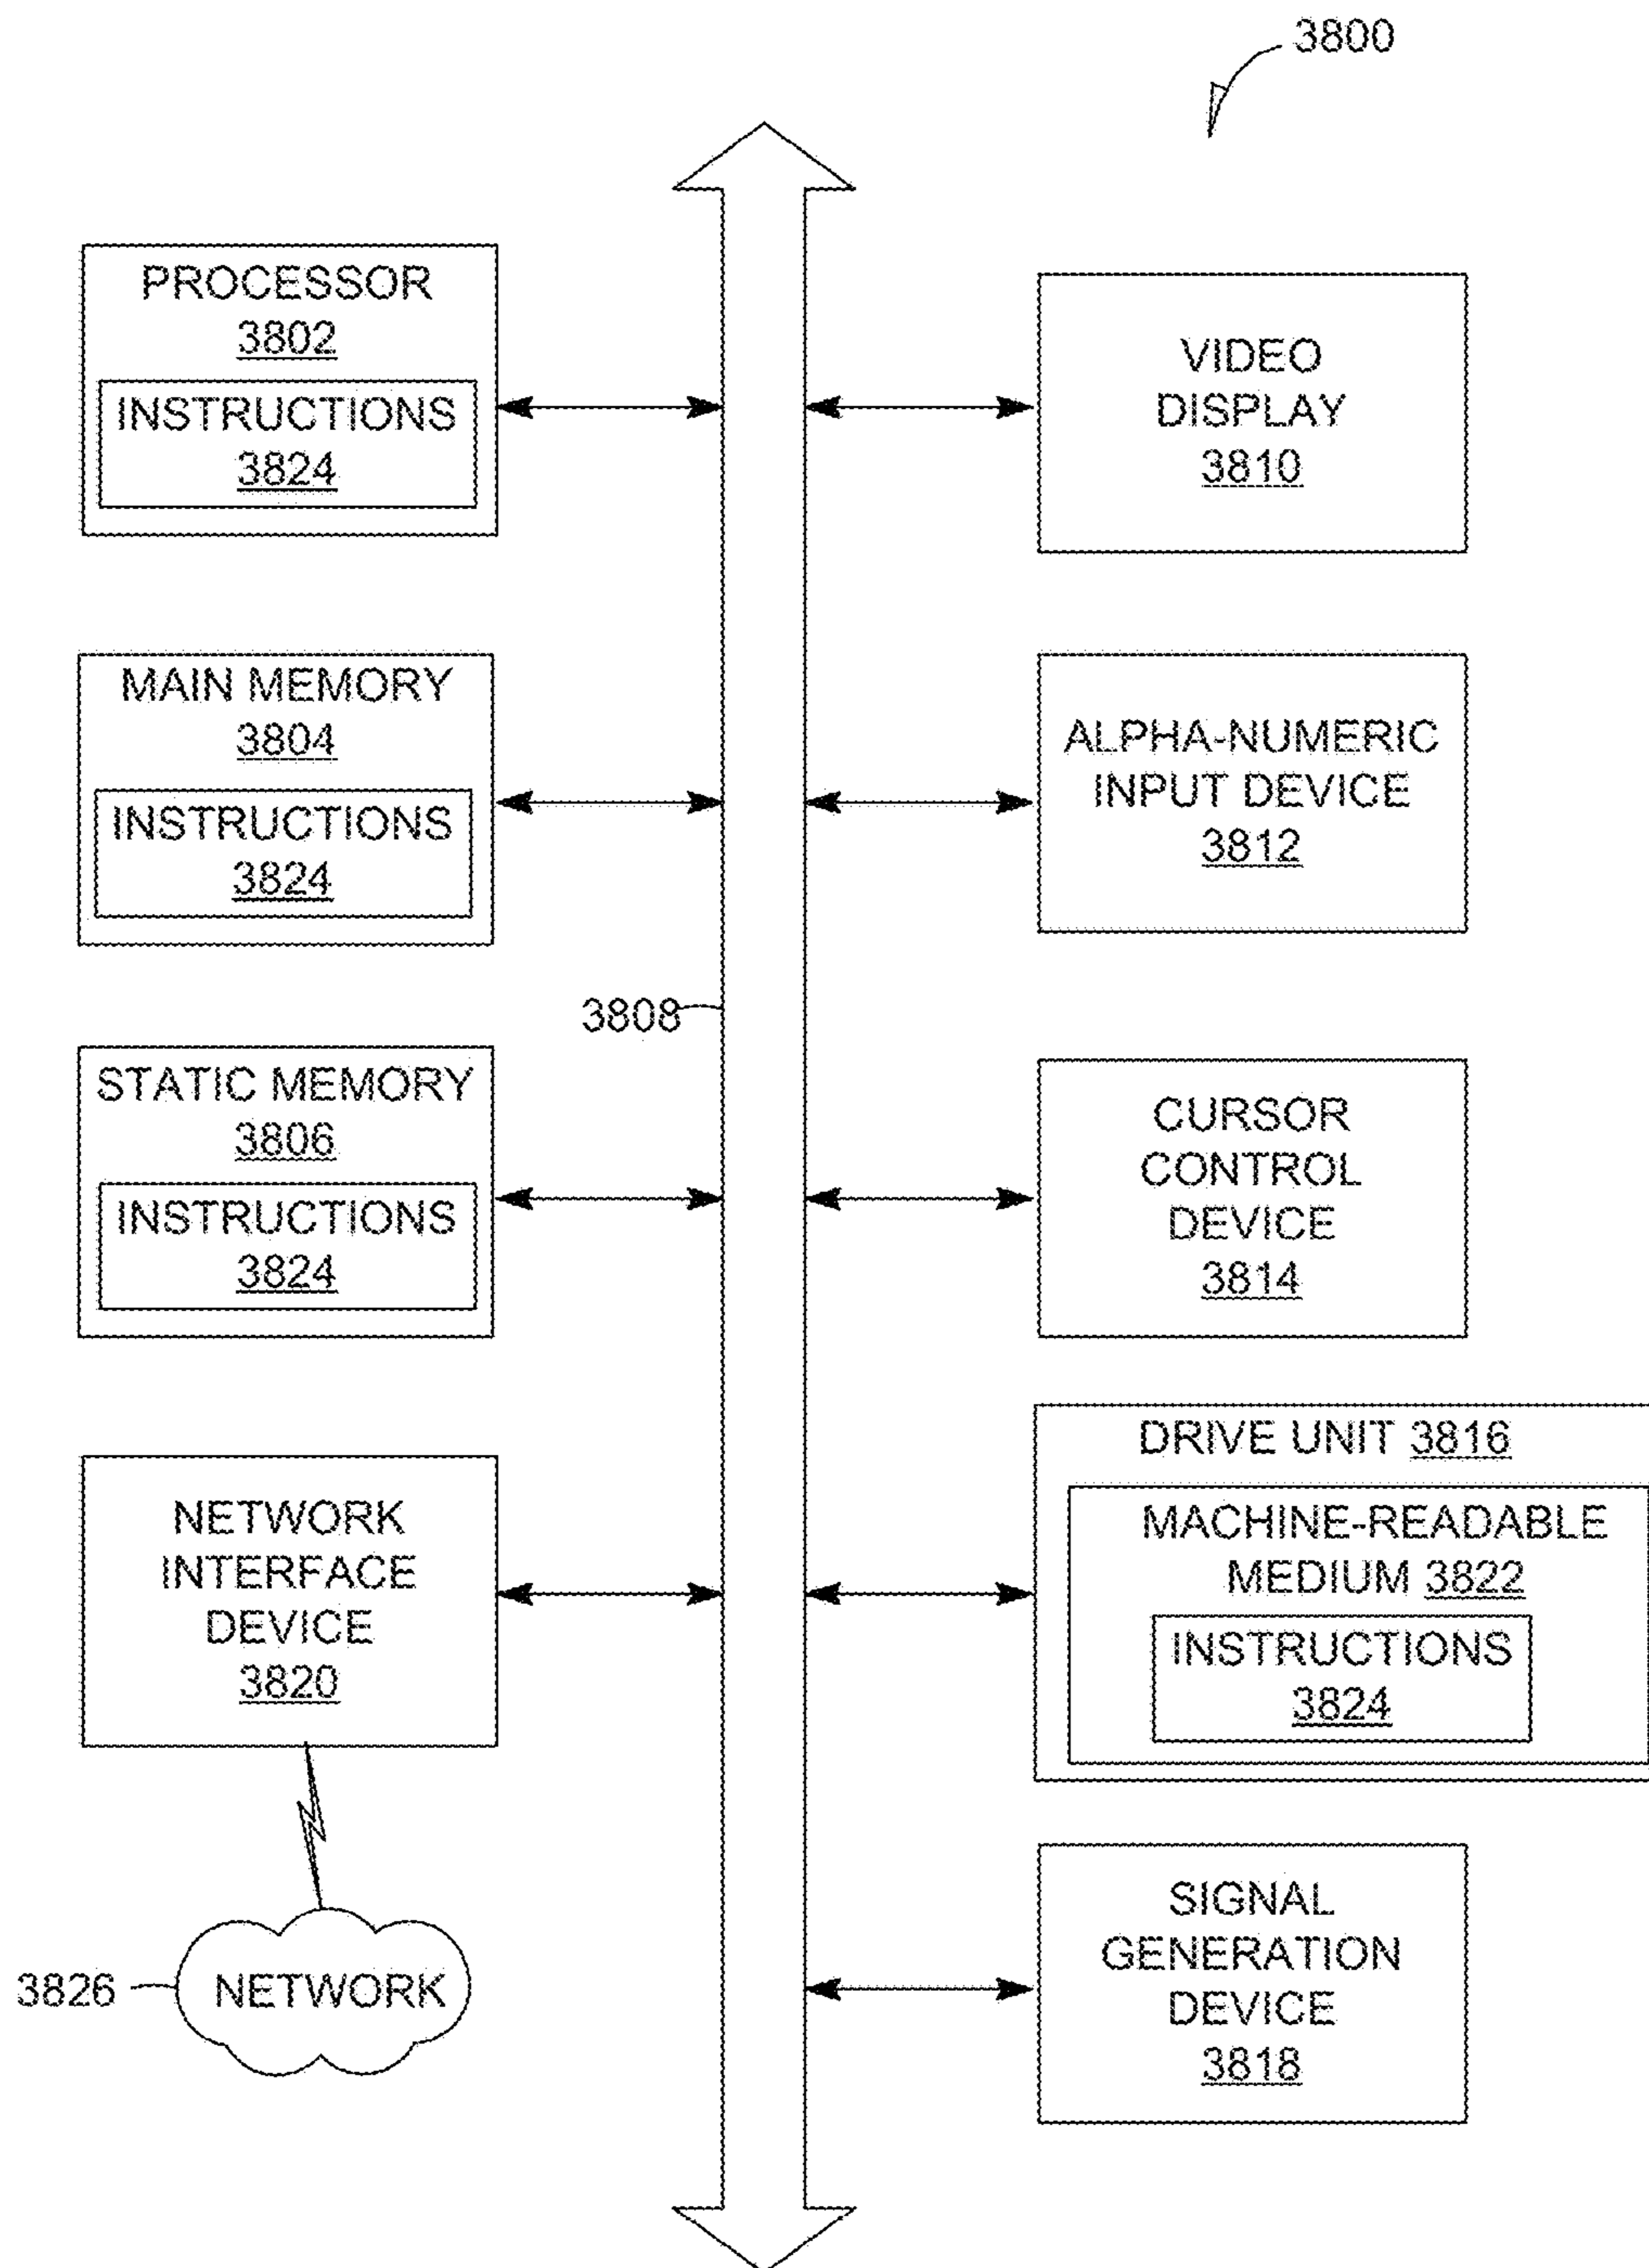 3800
PROCESSOR
3802
INSTRUCTIONS
3824
VIDEO
DISPLAY
3810
MAIN MEMORY
3804
INSTRUCTIONS
3824
ALPHA-NUMERIC
INPUT DEVICE
3812
3808
STATIC MEMORY
3806
INSTRUCTIONS
3824
CURSOR
CONTROL
DEVICE
3814
NETWORK
INTERFACE
DEVICE
3820
DRIVE UNIT 3816
MACHINE-READABLE
MEDIUM 3822
INSTRUCTIONS
3824
3826
NETWORK
SIGNAL
GENERATION
DEVICE
3818